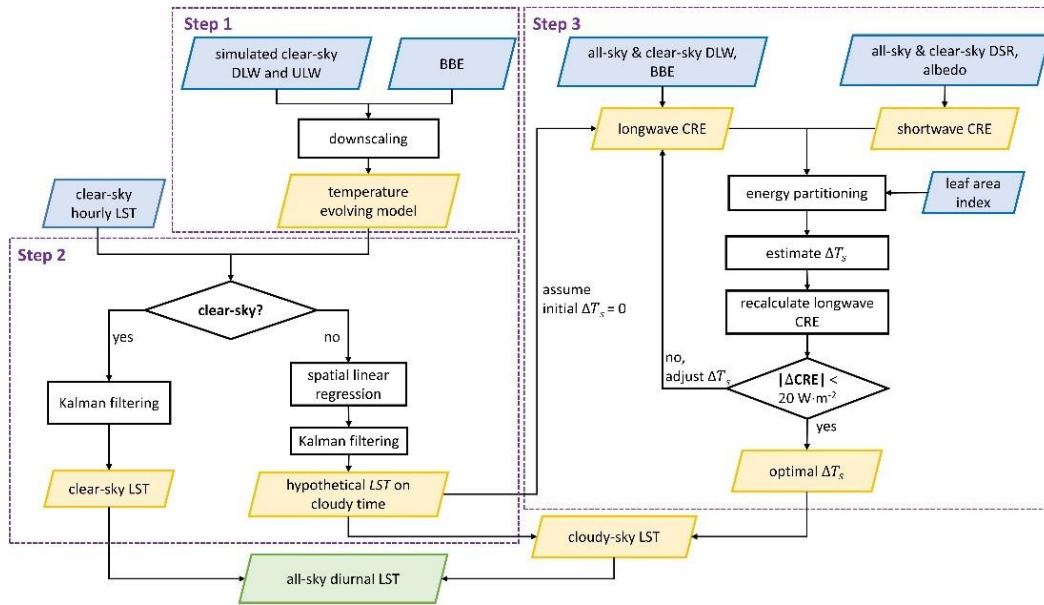 Step 1
simulated clear-sky
DLW and ULW
BBE
downscaling
temperature
evolving model
clear-sky
hourly LST
Step 2
clear-sky?
yes
no
Kalman filtering
spatial linear
regression
Kalman filtering
clear-sky LST
hypothetical LST on
cloudy time
Step 3
all-sky & clear-sky DLW,
BBE
all-sky & clear-sky DSR,
albedo
longwave CRE
shortwave CRE
energy partitioning
leaf area
index
estimate ΔTₛ
recalculate longwave
CRE
assume
initial ΔTₛ = 0
no,
adjust ΔTₛ
|ΔCRE| <
20 W·m⁻²
yes
optimal ΔTₛ
cloudy-sky LST
all-sky diurnal LST